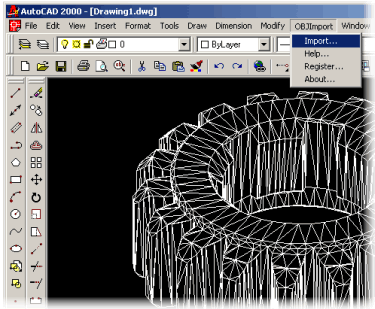 AutoCAD 2000 - [Drawing1.dwg]
File Edit View Insert Format Tools Draw Dimension Modify OBJImport Window
0 ByLayer
Import...
Help...
Register...
About...